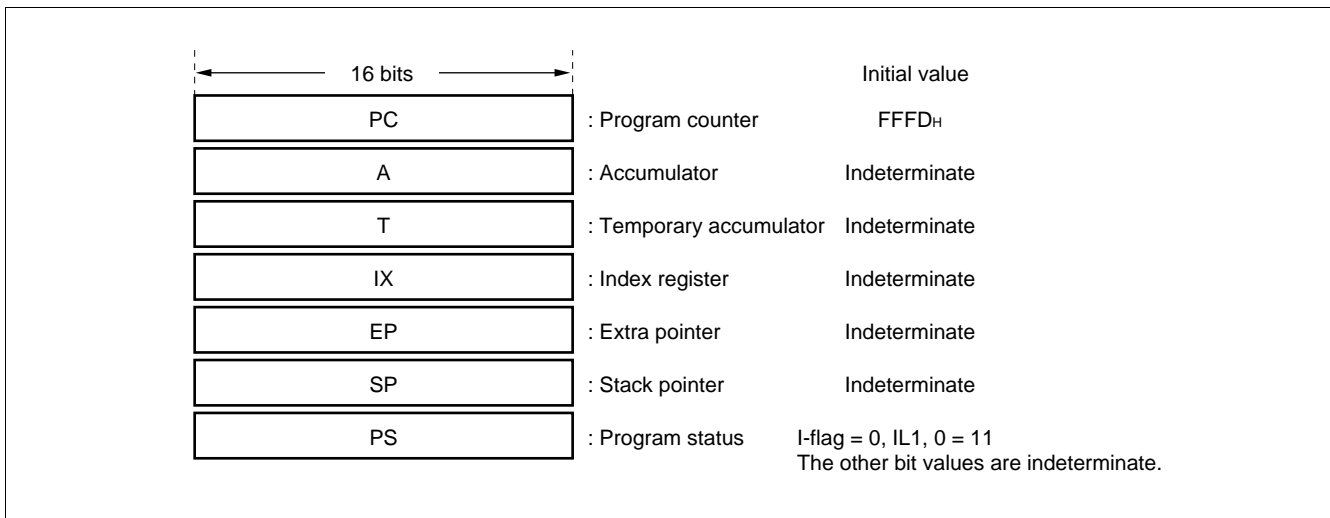 16 bits Initial value
PC : Program counter FFFDH
A : Accumulator Indeterminate
T : Temporary accumulator Indeterminate
IX : Index register Indeterminate
EP : Extra pointer Indeterminate
SP : Stack pointer Indeterminate
PS : Program status I-flag = 0, IL1, 0 = 11
The other bit values are indeterminate.